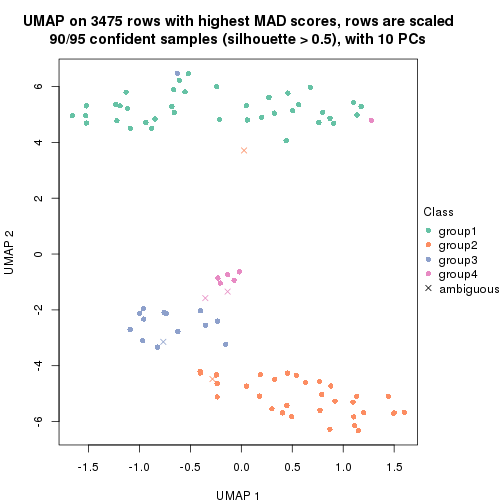 UMAP on 3475 rows with highest MAD scores, rows are scaled
90/95 confident samples (silhouette > 0.5), with 10 PCs
6
4
2
0
-2
-4
-6
UMAP 2
-1.5
-1.0
-0.5
0.0
0.5
1.0
1.5
UMAP 1
Class
group1
group2
group3
group4
ambiguous